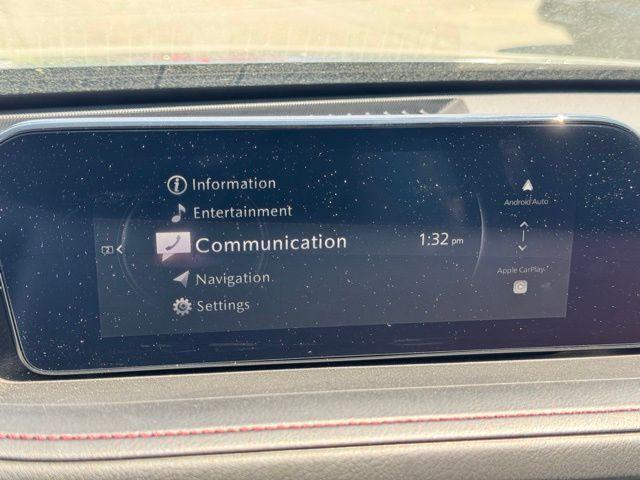 Information
Entertainment
Communication
1:32 pm
Navigation
Settings
Android Auto
Apple CarPlay